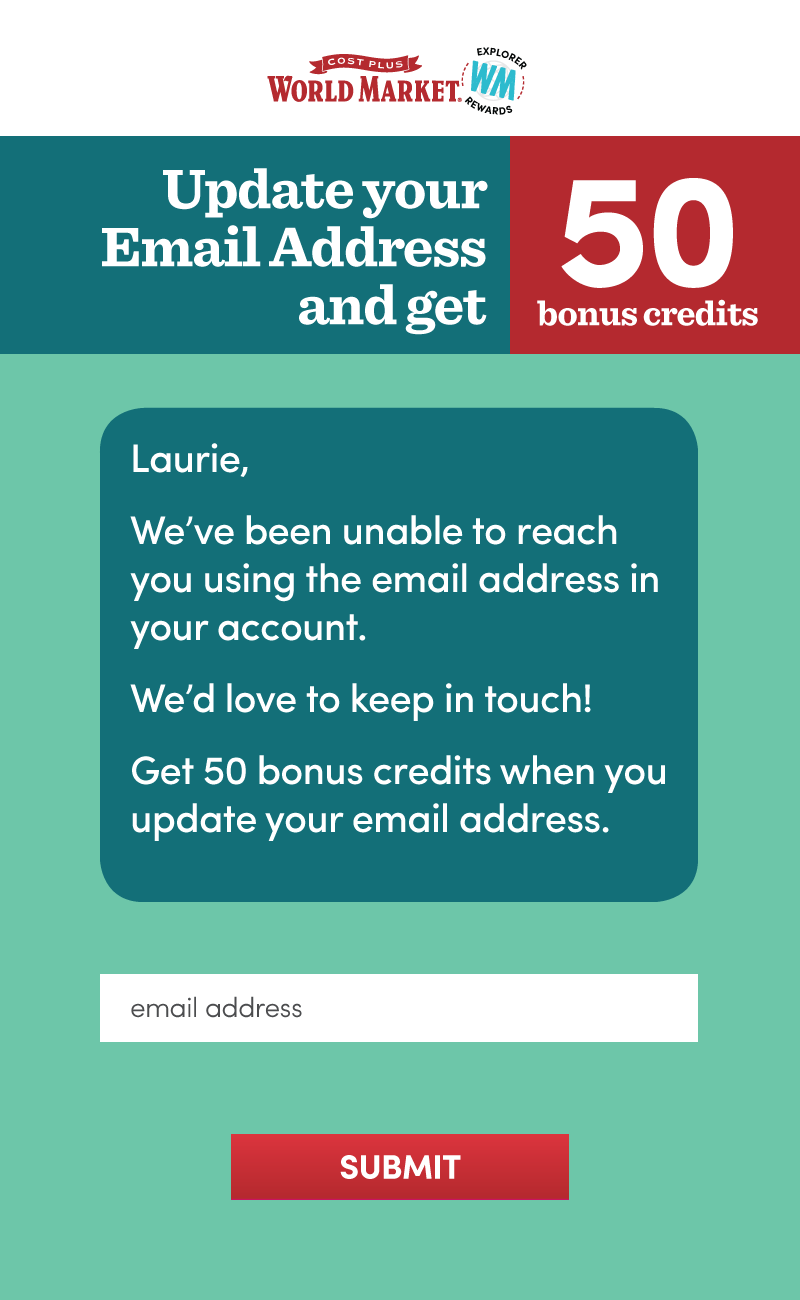 COST PLUS
WORLD MARKET.
EXPLORER
WM
REWARDS
Update your
Email Address
and get
50
bonus credits
Laurie,
We’ve been unable to reach
you using the email address in
your account.
We’d love to keep in touch!
Get 50 bonus credits when you
update your email address.
email address
SUBMIT